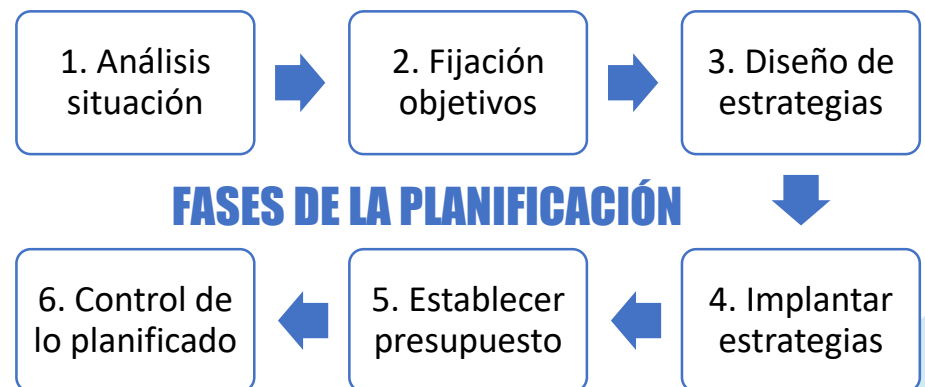 1. Análisis
situación
2. Fijación
objetivos
3. Diseño de
estrategias
FASES DE LA PLANIFICACIÓN
4. Implantar
estrategias
5. Establecer
presupuesto
6. Control de
lo planificado